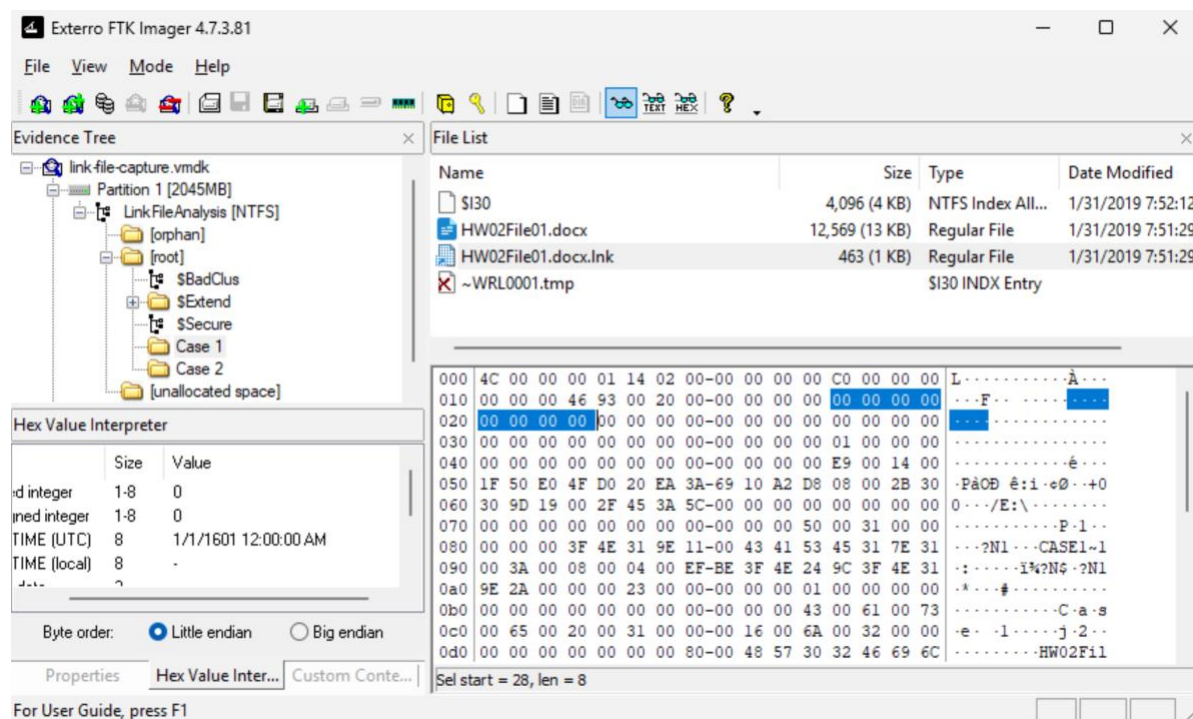 Exterro FTK Imager 4.7.3.81
File View Mode Help
TEXT HEX
Evidence Tree
link-file-capture.vmdk
Partition 1 [2045MB]
LinkFileAnalysis [NTFS]
[orphan]
[root]
$BadClus
$Extend
$Secure
Case 1
Case 2
[unallocated space]
Hex Value Interpreter
Size Value
ed integer 1-8 0
gned integer 1-8 0
TIME (UTC) 8 1/1/1601 12:00:00 AM
TIME (local) 8 -
Byte order: Little endian Big endian
Properties Hex Value Inter... Custom Conte...
File List
Name Size Type Date Modified
$I30 4,096 (4 KB) NTFS Index All... 1/31/2019 7:52:12
HW02File01.docx 12,569 (13 KB) Regular File 1/31/2019 7:51:29
HW02File01.docx.lnk 463 (1 KB) Regular File 1/31/2019 7:51:29
~WRL0001.tmp $I30 INDX Entry
000 4C 00 00 00 01 14 02 00-00 00 00 00 C0 00 00 00 L···········À···
010 00 00 00 46 93 00 20 00-00 00 00 00 00 00 00 00 ···F·· ·········
020 00 00 00 00 00 00 00 00-00 00 00 00 00 00 00 00 ················
030 00 00 00 00 00 00 00 00-00 00 00 00 01 00 00 00 ················
040 00 00 00 00 00 00 00 00-00 00 00 00 E9 00 14 00 ············é···
050 1F 50 E0 4F D0 20 EA 3A-69 10 A2 D8 08 00 2B 30 ·PàOÐ ê:i·¢Ø··+0
060 30 9D 19 00 2F 45 3A 5C-00 00 00 00 00 00 00 00 0···/E:\········
070 00 00 00 00 00 00 00 00-00 00 00 00 50 00 31 00 00 ············P·1··
080 00 00 00 3F 4E 31 9E 11-00 43 41 53 45 31 7E 31 ···?N1···CASE1~1
090 00 3A 00 08 00 04 00 EF-BE 3F 4E 24 9C 3F 4E 31 ·:·····ï¾?N$·?N1
0a0 9E 2A 00 00 00 23 00 00-00 00 00 01 00 00 00 00 ·*···#··········
0b0 00 00 00 00 00 00 00 00-00 00 00 43 00 61 00 73 ···········C·a·s
0c0 00 65 00 20 00 31 00 00-00 16 00 6A 00 32 00 00 ·e· ·1·····j·2··
0d0 00 00 00 00 00 00 00 80-00 48 57 30 32 46 69 6C ·········HW02Fil
Sel start = 28, len = 8
For User Guide, press F1